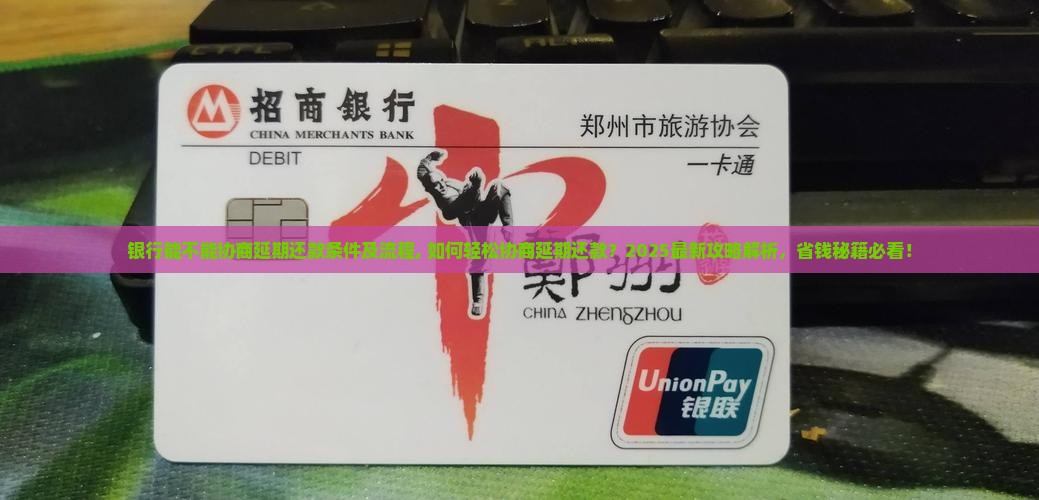 招商銀行
CHINA MERCHANTS BANK
DEBIT
郑州市旅游协会
一卡通
银行能不能协商延期还款条件及流程, 如何轻松协商延期还款？2025最新攻略解析，省钱秘籍必看！
鄭州
CHINA ZHENGZHOU
UnionPay
银联